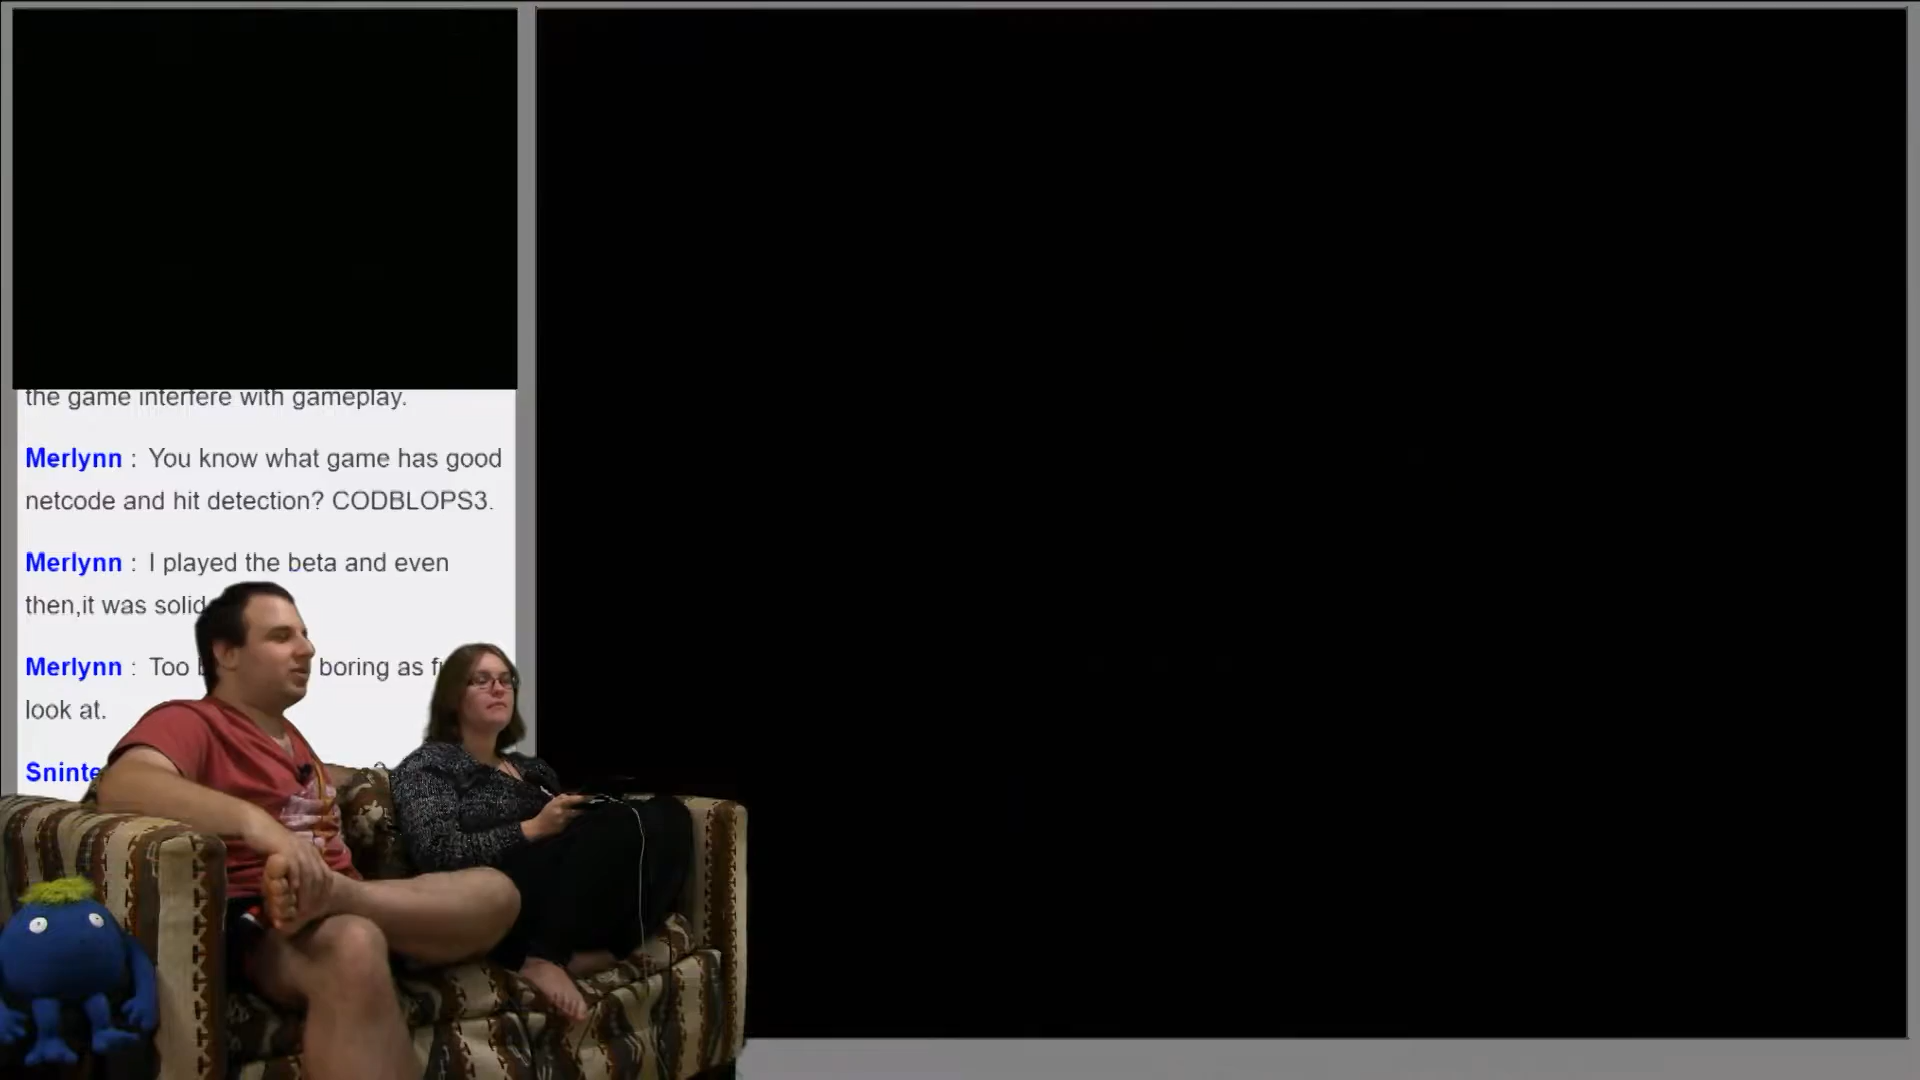 the game interfere with gameplay.
Merlynn : You know what game has good
netcode and hit detection? CODBLOPS3.
Merlynn : I played the beta and even
then,it was solid
Merlynn : Too boring as
look at.